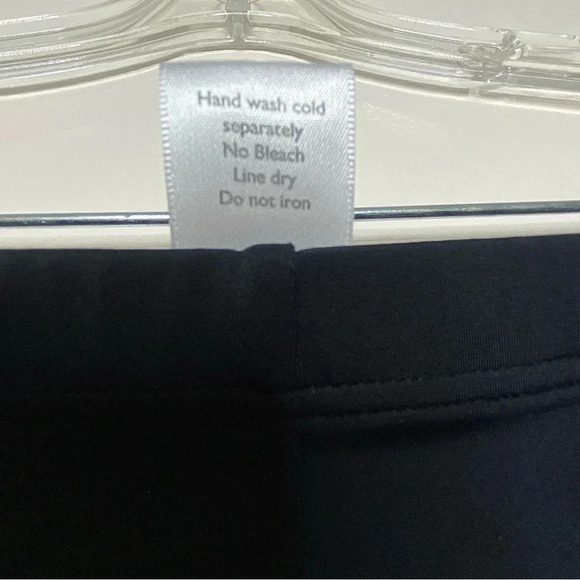 Hand wash cold
separately
No Bleach
Line dry
Do not iron